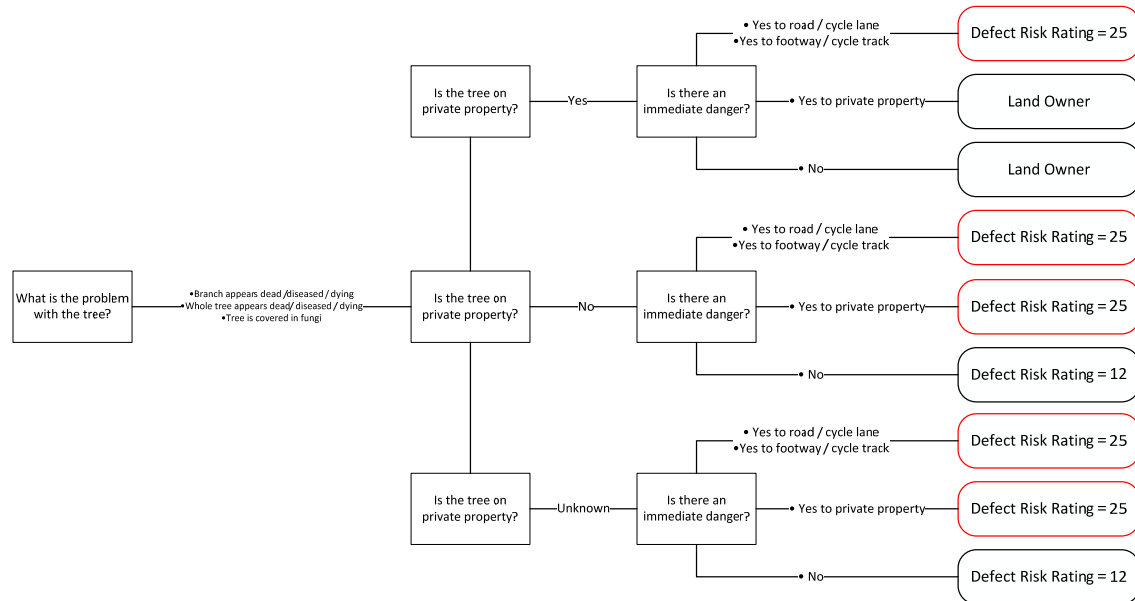 • Yes to road / cycle lane
•Yes to footway / cycle track
Defect Risk Rating = 25
Is the tree on
private property?
Yes
Is there an
immediate danger?
• Yes to private property
Land Owner
• No
Land Owner
• Yes to road / cycle lane
• Yes to footway / cycle track
Defect Risk Rating = 25
What is the problem
with the tree?
•Branch appears dead /diseased / dying
•Whole tree appears dead/ diseased / dying
•Tree is covered in fungi
Is the tree on
private property?
No
Is there an
immediate danger?
• Yes to private property
Defect Risk Rating = 25
• No
Defect Risk Rating = 12
• Yes to road / cycle lane
•Yes to footway / cycle track
Defect Risk Rating = 25
Is the tree on
private property?
Unknown
Is there an
immediate danger?
• Yes to private property
Defect Risk Rating = 25
• No
Defect Risk Rating = 12